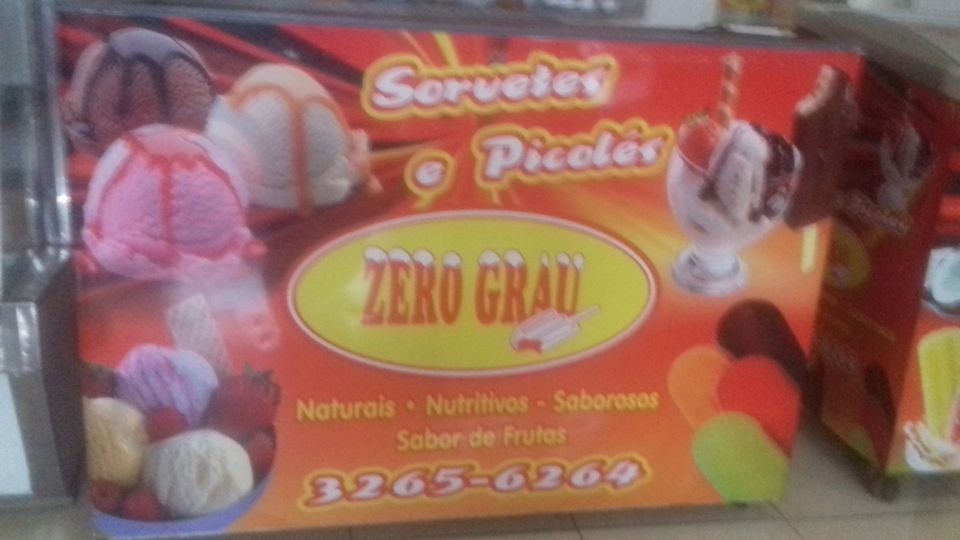 Sorvetes
e Picolés
ZERO GRAU
Naturais • Nutritivos - Saborosos
Sabor de Frutas
3265-6264